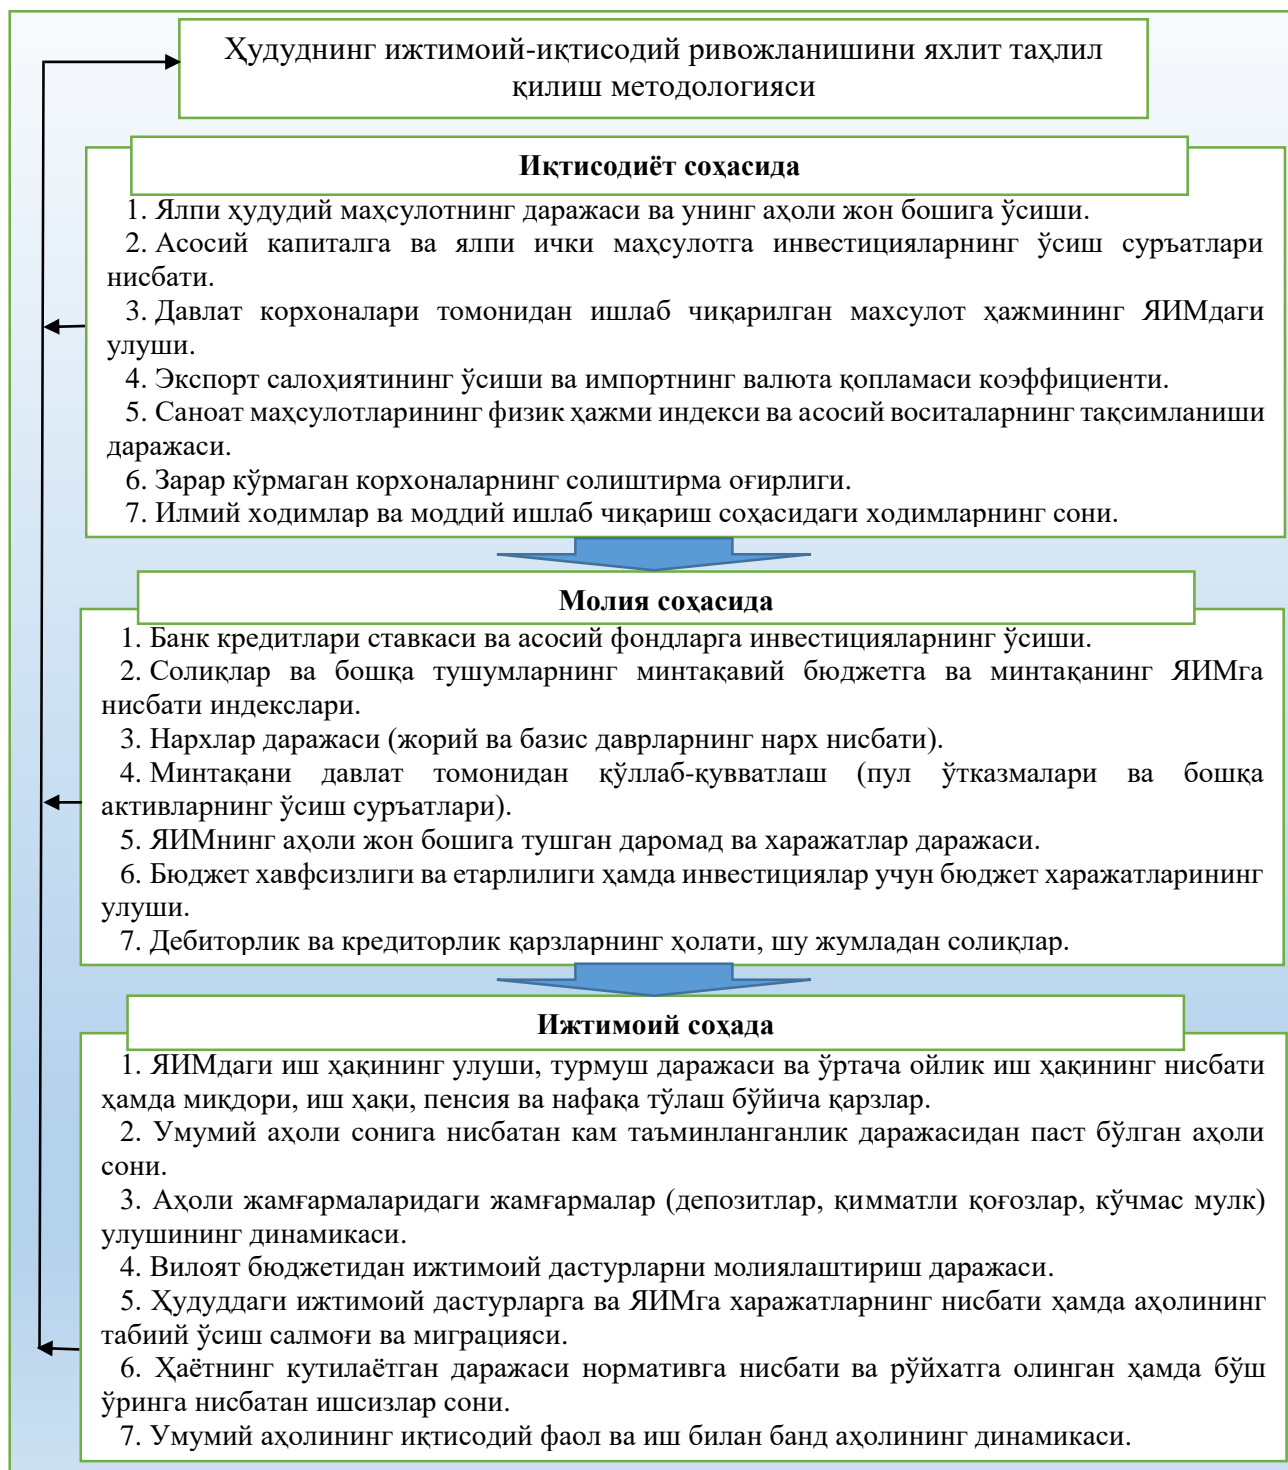 Ҳудуднинг ижтимоий-иқтисодий ривожланишини яхлит таҳлил
қилиш методологияси
Иқтисодиёт соҳасида
1. Ялпи ҳудудий маҳсулотнинг даражаси ва унинг аҳоли жон бошига ўсиши.
2. Асосий капиталга ва ялпи ички маҳсулотга инвестицияларнинг ўсиш суръатлари
нисбати.
3. Давлат корхоналари томонидан ишлаб чиқарилган махсулот ҳажмининг ЯИМдаги
улуши.
4. Экспорт салоҳиятининг ўсиши ва импортнинг валюта қопламаси коэффициенти.
5. Саноат маҳсулотларининг физик ҳажми индекси ва асосий воситаларнинг тақсимланиши
даражаси.
6. Зарар кўрмаган корхоналарнинг солиштирма оғирлиги.
7. Илмий ходимлар ва моддий ишлаб чиқариш соҳасидаги ходимларнинг сони.
Молия соҳасида
1. Банк кредитлари ставкаси ва асосий фондларга инвестицияларнинг ўсиши.
2. Солиқлар ва бошқа тушумларнинг минтақавий бюджетга ва минтақанинг ЯИМга
нисбати индекслари.
3. Нархлар даражаси (жорий ва базис даврларнинг нарх нисбати).
4. Минтақани давлат томонидан қўллаб-қувватлаш (пул ўтказмалари ва бошқа
активларнинг ўсиш суръатлари).
5. ЯИМнинг аҳоли жон бошига тушган даромад ва харажатлар даражаси.
6. Бюджет хавфсизлиги ва етарлилиги ҳамда инвестициялар учун бюджет харажатларининг
улуши.
7. Дебиторлик ва кредиторлик қарзларнинг ҳолати, шу жумладан солиқлар.
Ижтимоий соҳада
1. ЯИМдаги иш ҳақининг улуши, турмуш даражаси ва ўртача ойлик иш ҳақининг нисбати
ҳамда миқдори, иш ҳақи, пенсия ва нафақа тўлаш бўйича қарзлар.
2. Умумий аҳоли сонига нисбатан кам таъминланганлик даражасидан паст бўлган аҳоли
сони.
3. Аҳоли жамғармаларидаги жамғармалар (депозитлар, қимматли қоғозлар, кўчмас мулк)
улушининг динамикаси.
4. Вилоят бюджетидан ижтимоий дастурларни молиялаштириш даражаси.
5. Ҳудуддаги ижтимоий дастурларга ва ЯИМга харажатларнинг нисбати ҳамда аҳолининг
табиий ўсиш салмоғи ва миграцияси.
6. Ҳаётнинг кутилаётган даражаси нормативга нисбати ва рўйхатга олинган ҳамда бўш
ўринга нисбатан ишсизлар сони.
7. Умумий аҳолининг иқтисодий фаол ва иш билан банд аҳолининг динамикаси.